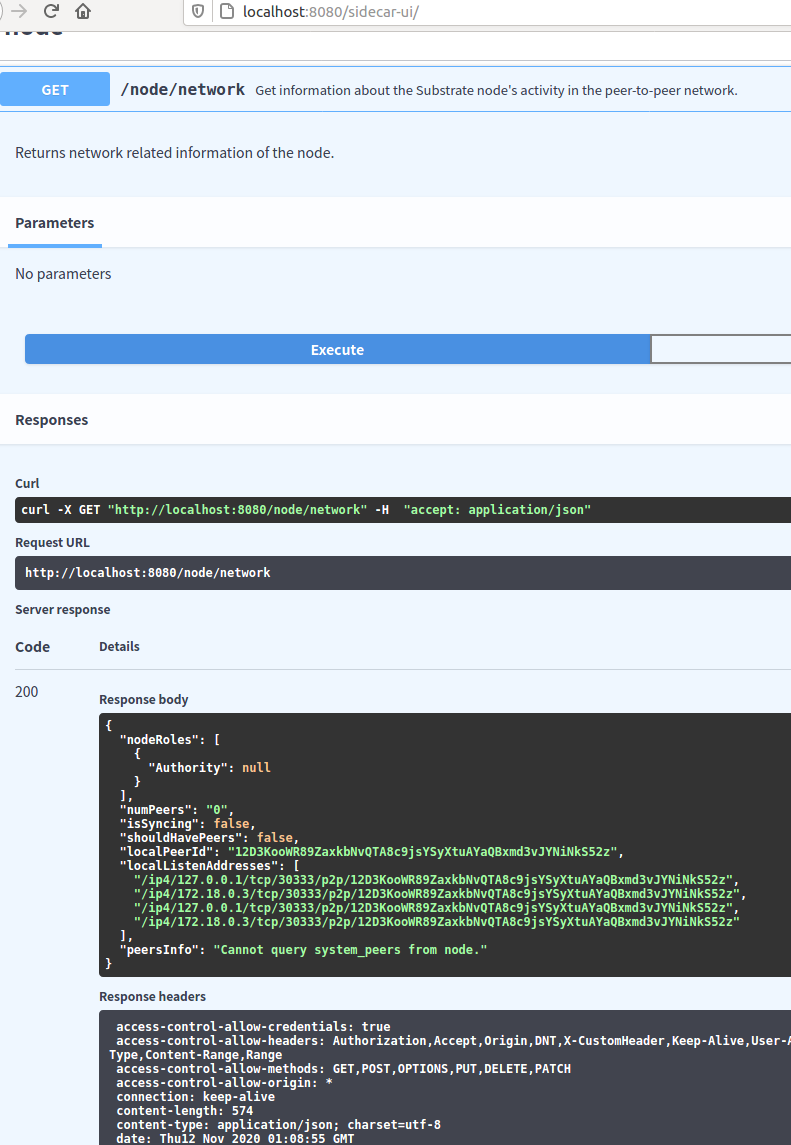 localhost:8080/sidecar-ui/
node
GET /node/network Get information about the Substrate node's activity in the peer-to-peer network.
Returns network related information of the node.
Parameters
No parameters
Execute
Responses
Curl
curl -X GET "http://localhost:8080/node/network" -H  "accept: application/json"
Request URL
http://localhost:8080/node/network
Server response
Code Details
200
Response body
{
  "nodeRoles": [
    {
      "Authority": null
    }
  ],
  "numPeers": "0",
  "isSyncing": false,
  "shouldHavePeers": false,
  "localPeerId": "12D3KooWR89ZaxkbNvQTA8c9jsYSyXtuAYaQBxmd3vJYNiNkS52z",
  "localListenAddresses": [
    "/ip4/127.0.0.1/tcp/30333/p2p/12D3KooWR89ZaxkbNvQTA8c9jsYSyXtuAYaQBxmd3vJYNiNkS52z",
    "/ip4/172.18.0.3/tcp/30333/p2p/12D3KooWR89ZaxkbNvQTA8c9jsYSyXtuAYaQBxmd3vJYNiNkS52z",
    "/ip4/127.0.0.1/tcp/30333/p2p/12D3KooWR89ZaxkbNvQTA8c9jsYSyXtuAYaQBxmd3vJYNiNkS52z",
    "/ip4/172.18.0.3/tcp/30333/p2p/12D3KooWR89ZaxkbNvQTA8c9jsYSyXtuAYaQBxmd3vJYNiNkS52z"
  ],
  "peersInfo": "Cannot query system_peers from node."
}
Response headers
access-control-allow-credentials: true
access-control-allow-headers: Authorization,Accept,Origin,DNT,X-CustomHeader,Keep-Alive,User-A
Type,Content-Range,Range
access-control-allow-methods: GET,POST,OPTIONS,PUT,DELETE,PATCH
access-control-allow-origin: *
connection: keep-alive
content-length: 574
content-type: application/json; charset=utf-8
date: Thu12 Nov 2020 01:08:55 GMT